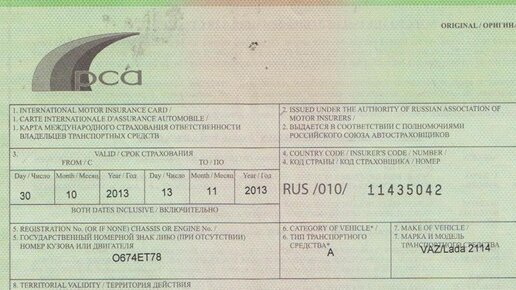 ORIGINAL / ОРИГИНА
рса
1. INTERNATIONAL MOTOR INSURANCE CARD /
1. CARTE INTERNATIONALE D'ASSURANCE AUTOMOBILE /
1. КАРТА МЕЖДУНАРОДНОГО СТРАХОВАНИЯ ОТВЕТСТВЕННОСТИ
ВЛАДЕЛЬЦЕВ ТРАНСПОРТНЫХ СРЕДСТВ
2. ISSUED UNDER THE AUTHORITY OF RUSSIAN ASSOCIATION OF
MOTOR INSURERS /
2. ВЫДАЕТСЯ В СООТВЕТСТВИИ С ПОЛНОМОЧИЯМИ
РОССИЙСКОГО СОЮЗА АВТОСТРАХОВЩИКОВ
3. VALID / СРОК СТРАХОВАНИЯ
FROM / С TO / ПО
Day / Число Month / Месяц Year / Год Day / Число Month / Месяц Year / Год
30 10 2013 13 11 2013
BOTH DATES INCLUSIVE / ВКЛЮЧИТЕЛЬНО
4. COUNTRY CODE / INSURER'S CODE / NUMBER /
4. КОД СТРАНЫ / КОД СТРАХОВЩИКА / НОМЕР
RUS /010/ 11435042
5. REGISTRATION No. (OR IF NONE) CHASSIS OR ENGINE No. /
5. ГОСУДАРСТВЕННЫЙ НОМЕРНОЙ ЗНАК ЛИБО (ПРИ ОТСУТСТВИИ)
НОМЕР КУЗОВА ИЛИ ДВИГАТЕЛЯ
O674ET78
6. CATEGORY OF VEHICLE* /
6. ТИП ТРАНСПОРТНОГО
СРЕДСТВА*
A
7. MAKE OF VEHICLE /
7. МАРКА И МОДЕЛЬ
ТРАНСПОРТНОГО СРЕДСТВА
VAZ/Lada 2114
8. TERRITORIAL VALIDITY / ТЕРРИТОРИЯ ДЕЙСТВИЯ